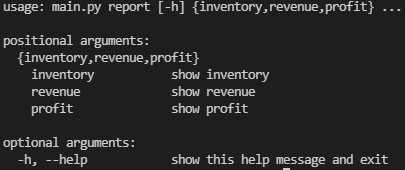 usage: main.py report [-h] {inventory,revenue,profit} ...

positional arguments:
  {inventory,revenue,profit}
    inventory           show inventory
    revenue             show revenue
    profit              show profit

optional arguments:
  -h, --help            show this help message and exit